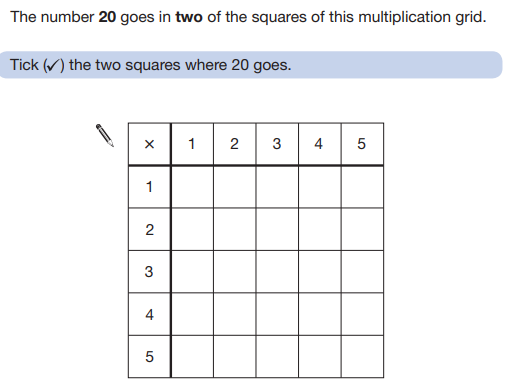 The number 20 goes in two of the squares of this multiplication grid.
Tick (✓) the two squares where 20 goes.
× 1 2 3 4 5
1
2
3
4
5